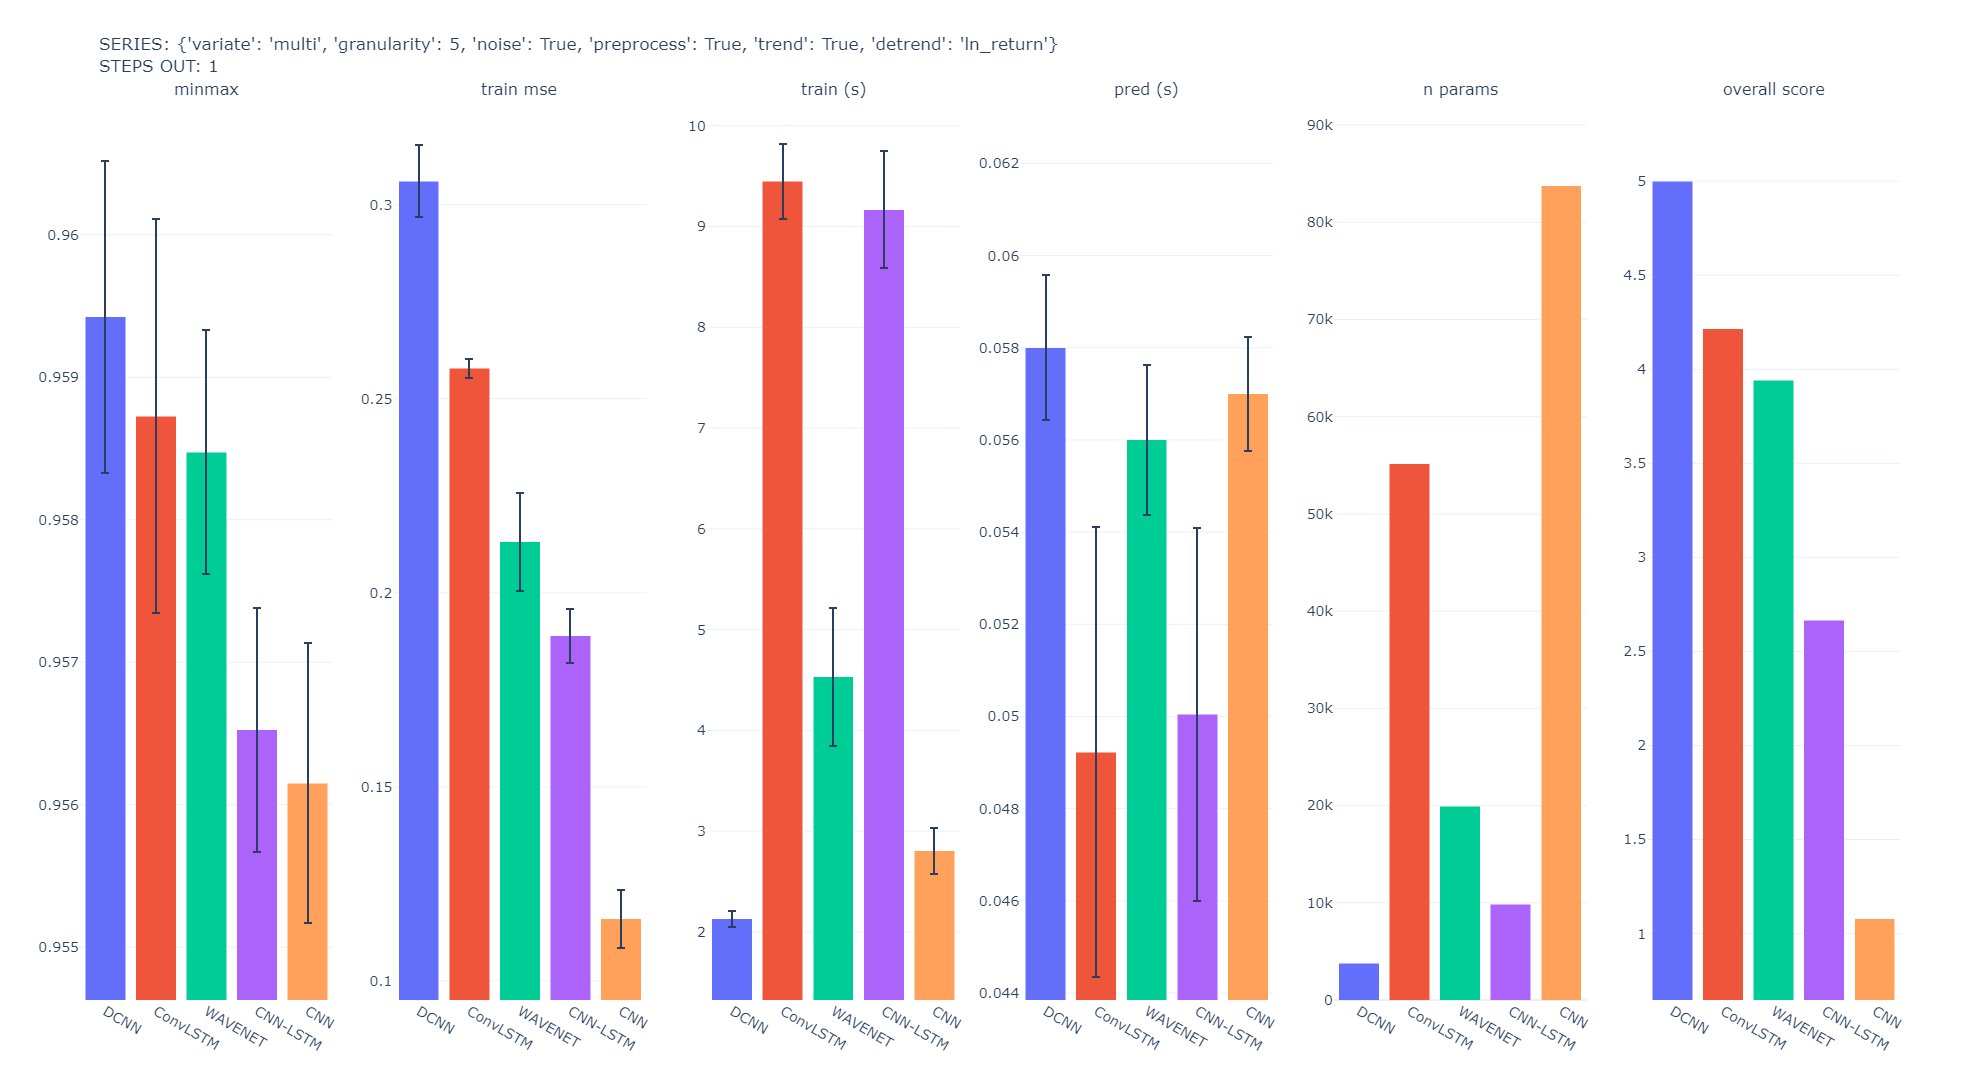 SERIES: {'variate': 'multi', 'granularity': 5, 'noise': True, 'preprocess': True, 'trend': True, 'detrend': 'ln_return'}
STEPS OUT: 1
minmax
0.96
0.959
0.958
0.957
0.956
0.955
DCNN
ConvLSTM
WAVENET
CNN-LSTM
CNN
train mse
0.3
0.25
0.2
0.15
0.1
DCNN
ConvLSTM
WAVENET
CNN-LSTM
CNN
train (s)
10
9
8
7
6
5
4
3
2
DCNN
ConvLSTM
WAVENET
CNN-LSTM
CNN
pred (s)
0.062
0.06
0.058
0.056
0.054
0.052
0.05
0.048
0.046
0.044
DCNN
ConvLSTM
WAVENET
CNN-LSTM
CNN
n params
90k
80k
70k
60k
50k
40k
30k
20k
10k
0
DCNN
ConvLSTM
WAVENET
CNN-LSTM
CNN
overall score
5
4.5
4
3.5
3
2.5
2
1.5
1
DCNN
ConvLSTM
WAVENET
CNN-LSTM
CNN